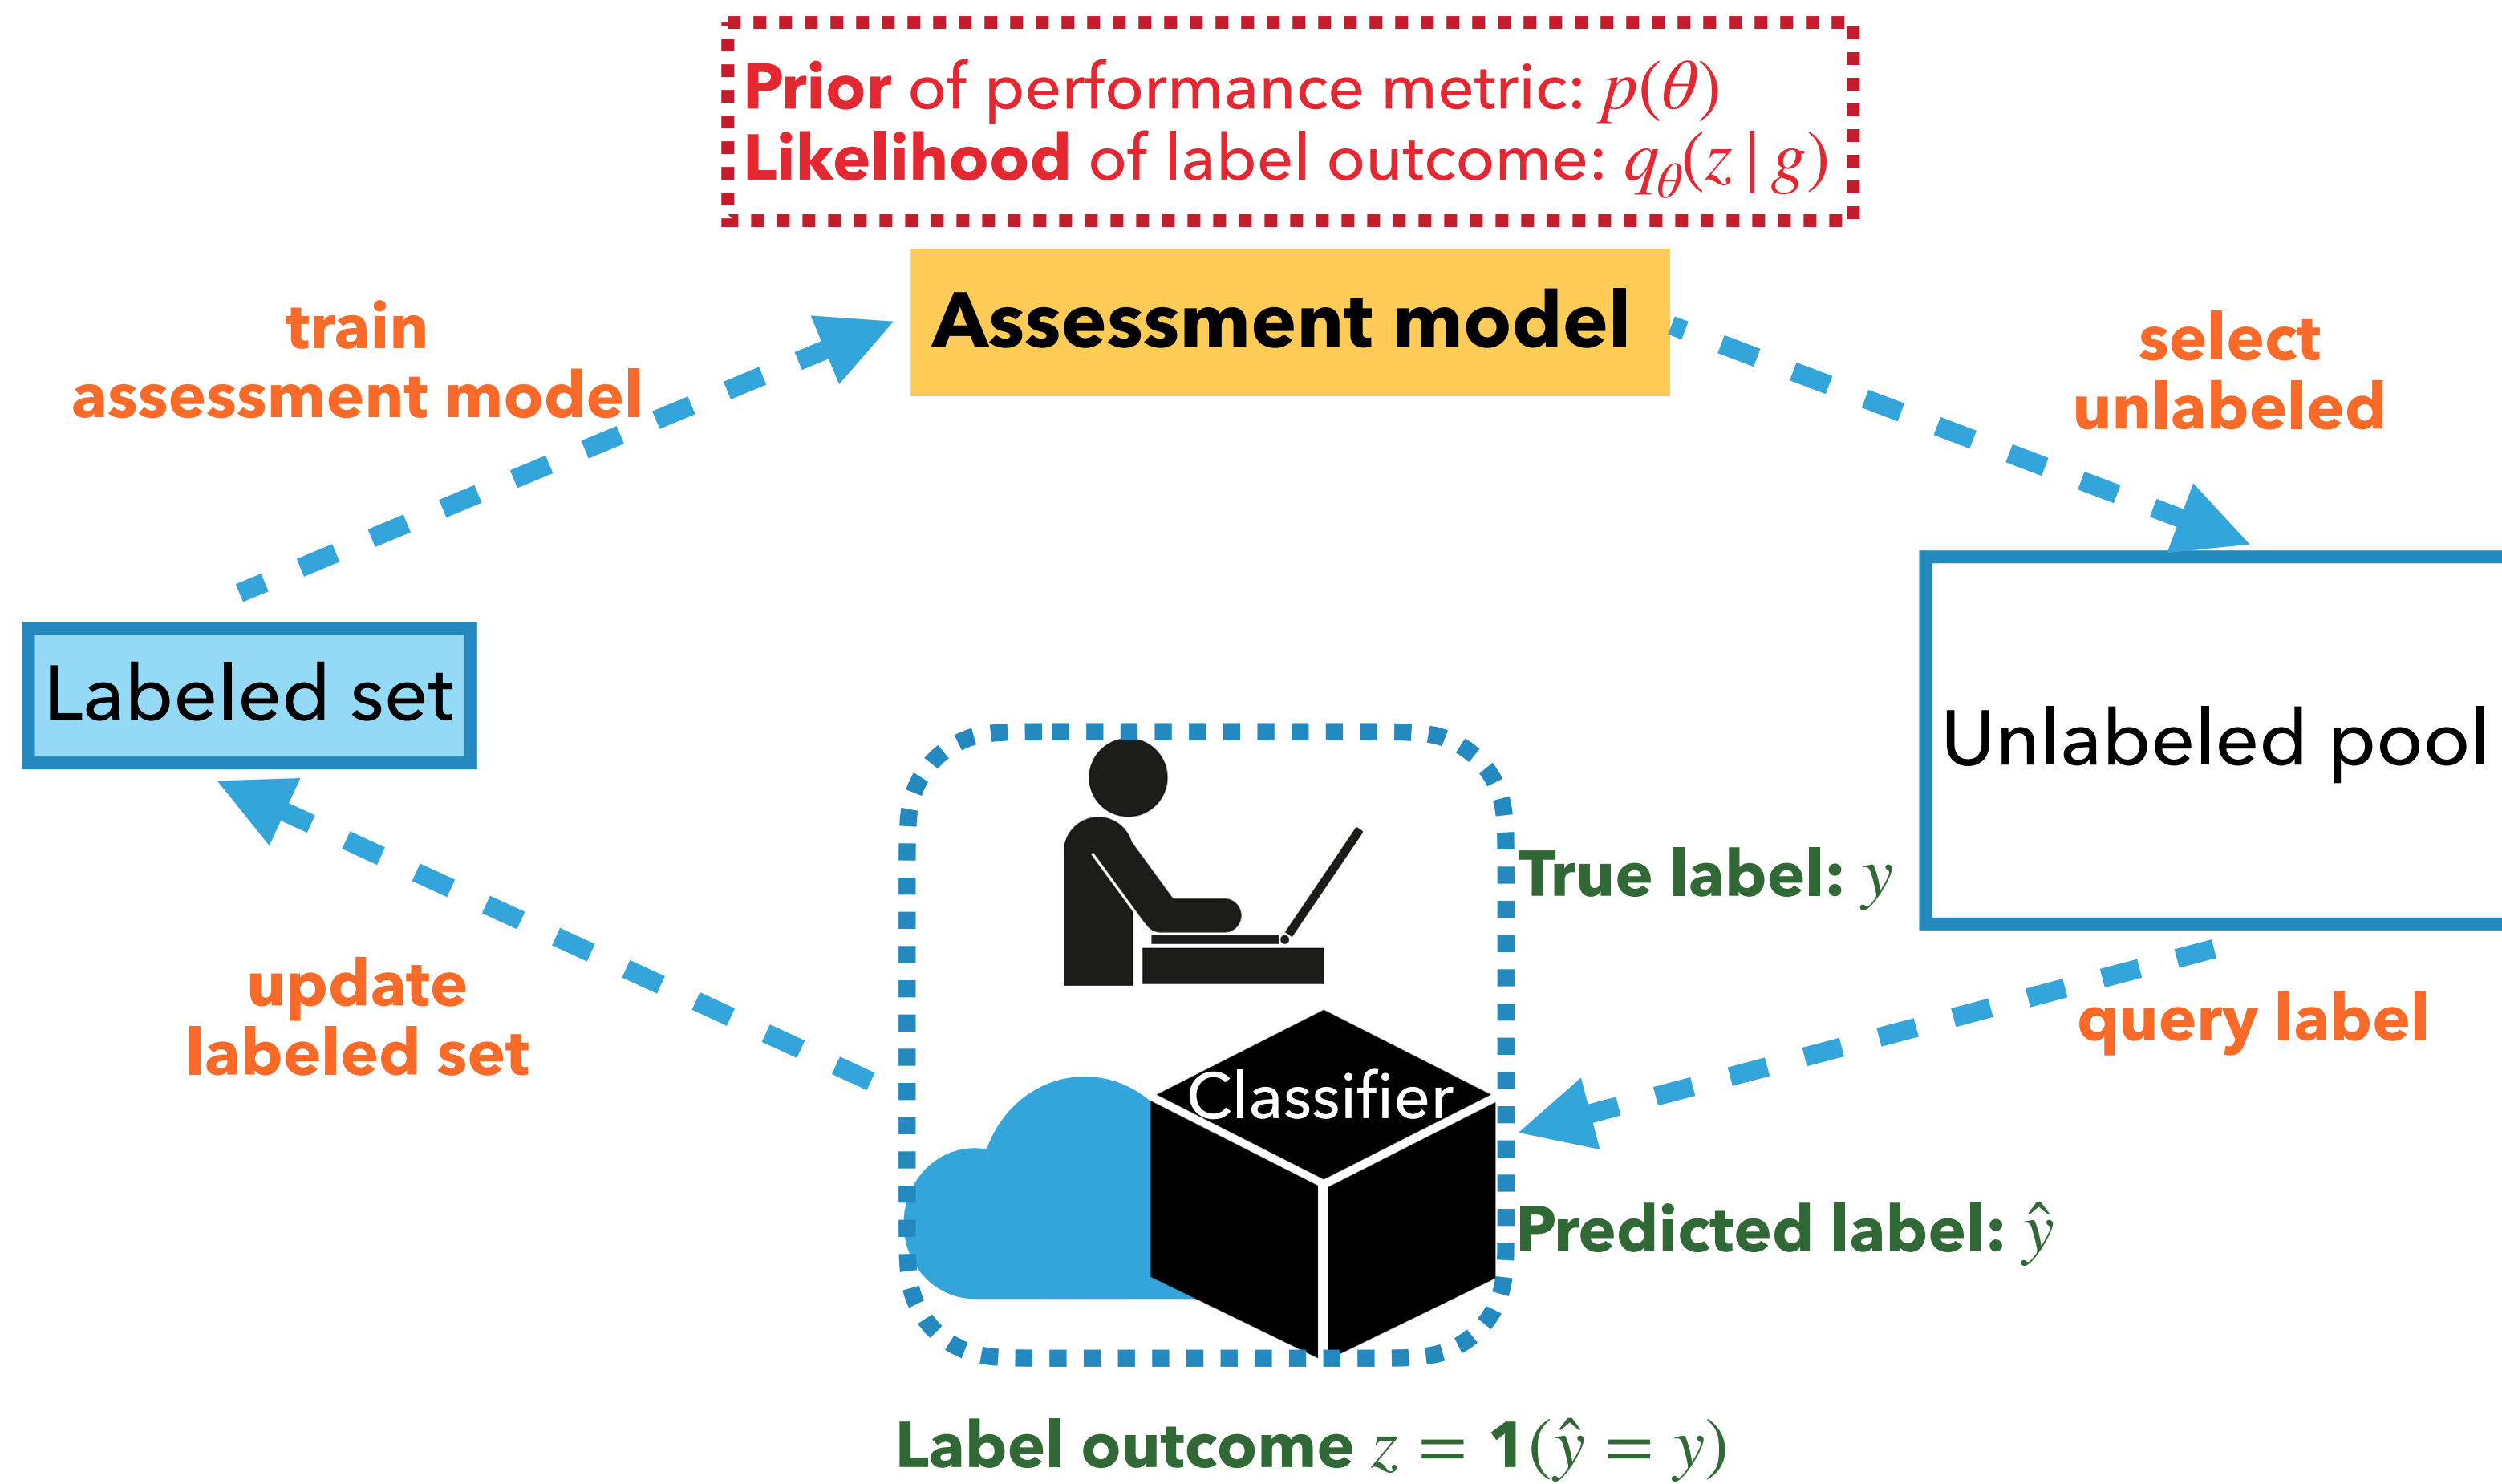 Prior of performance metric: p(θ)
Likelihood of label outcome: q_θ(z | g)
Assessment model
train
assessment model
select
unlabeled
Labeled set
Unlabeled pool
True label: y
update
labeled set
query label
Classifier
Predicted label: ŷ
Label outcome z = 1(ŷ = y)